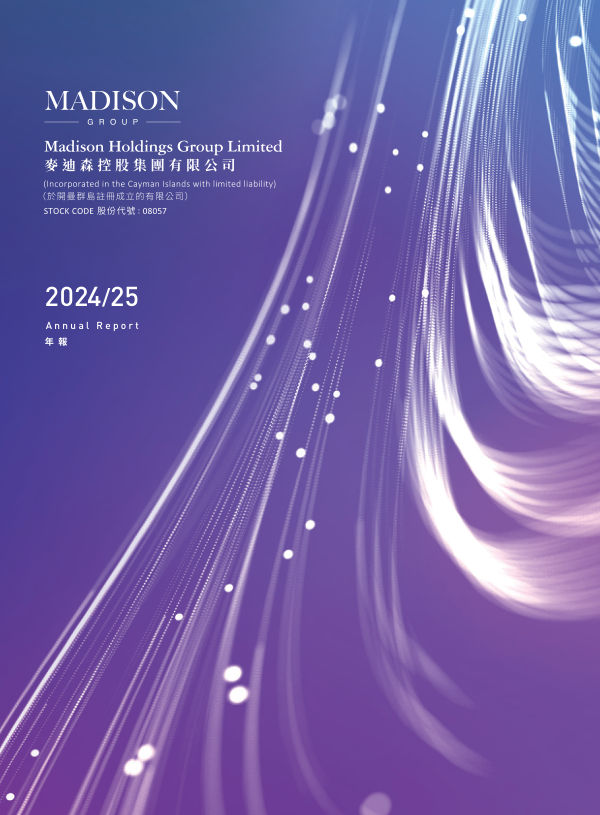 MADISON
GROUP
Madison Holdings Group Limited
麥迪森控股集團有限公司
(Incorporated in the Cayman Islands with limited liability)
(於開曼群島註冊成立的有限公司)
STOCK CODE 股份代號 : 08057
2024/25
Annual Report
年報